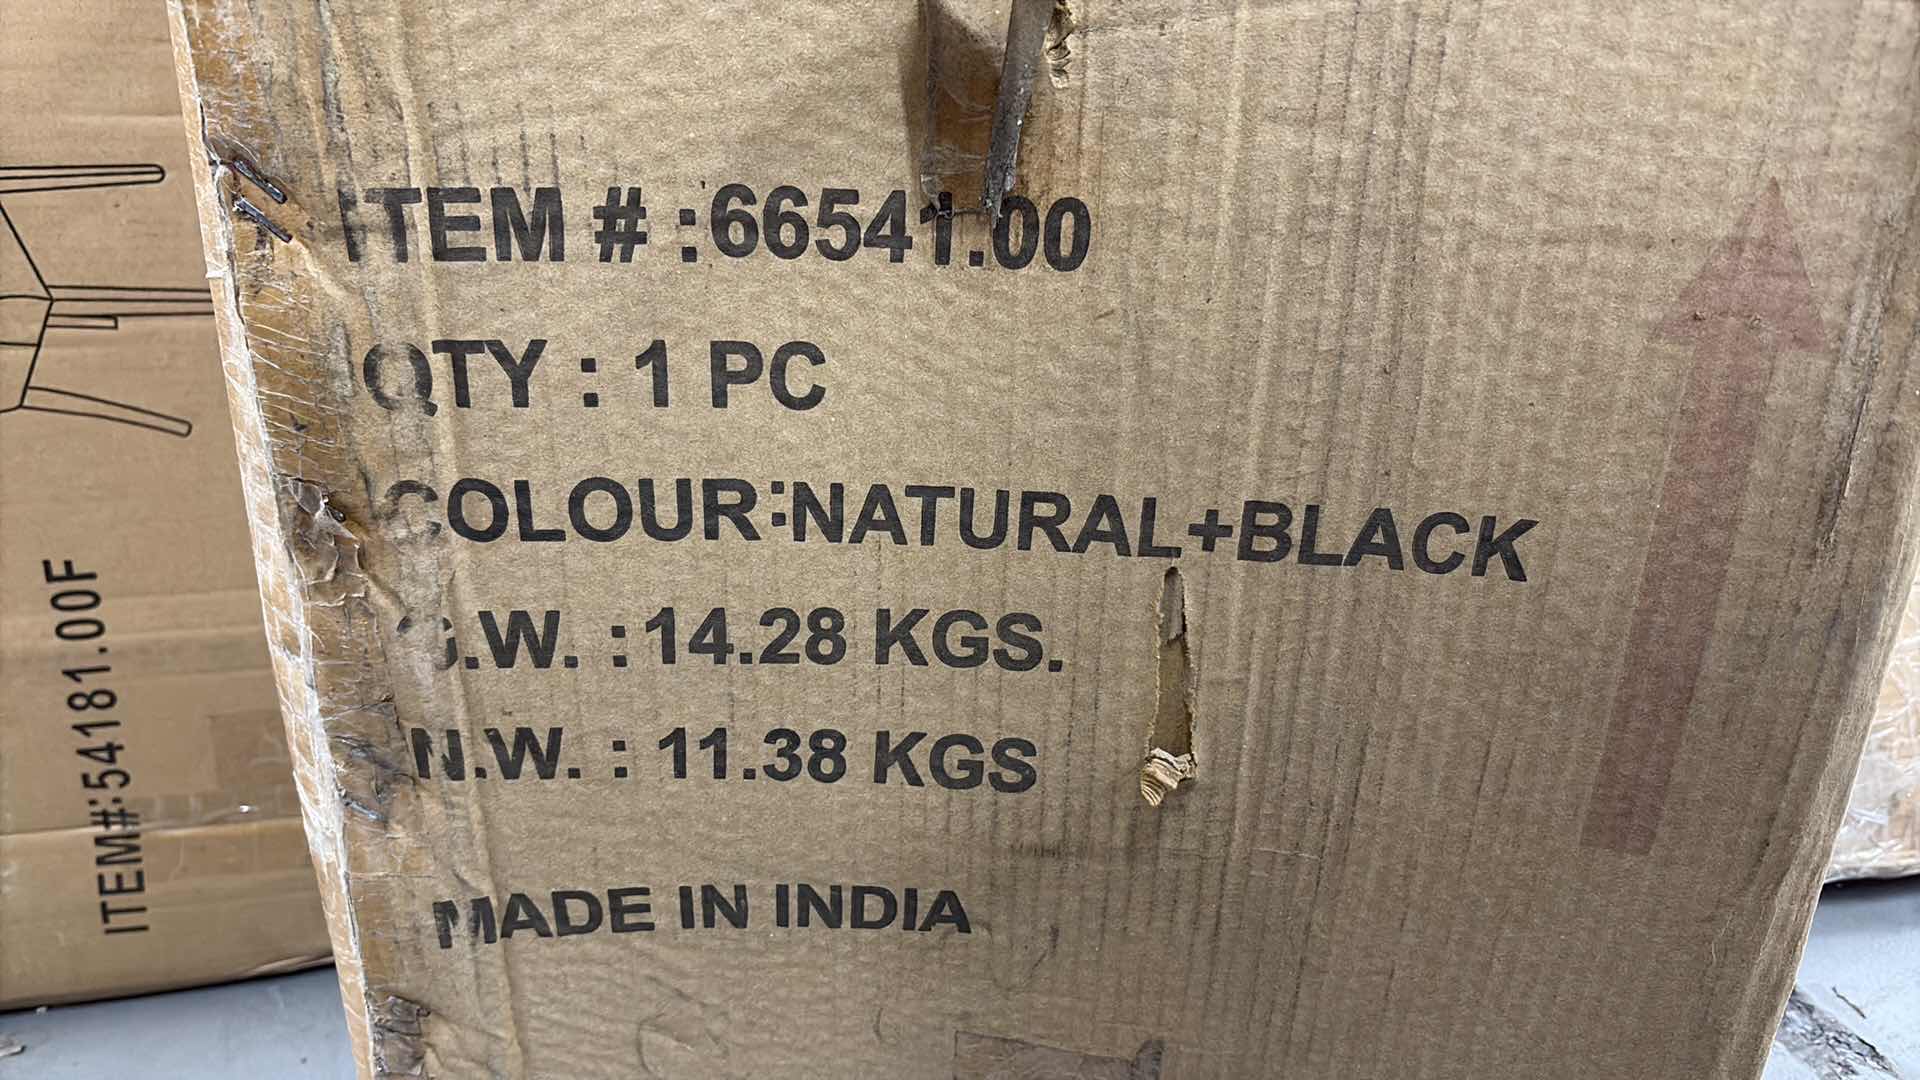 ITEM # :66541.00
QTY : 1 PC
COLOUR:NATURAL+BLACK
G.W. :14.28 KGS.
N.W. : 11.38 KGS
MADE IN INDIA
ITEM#:54181.00F